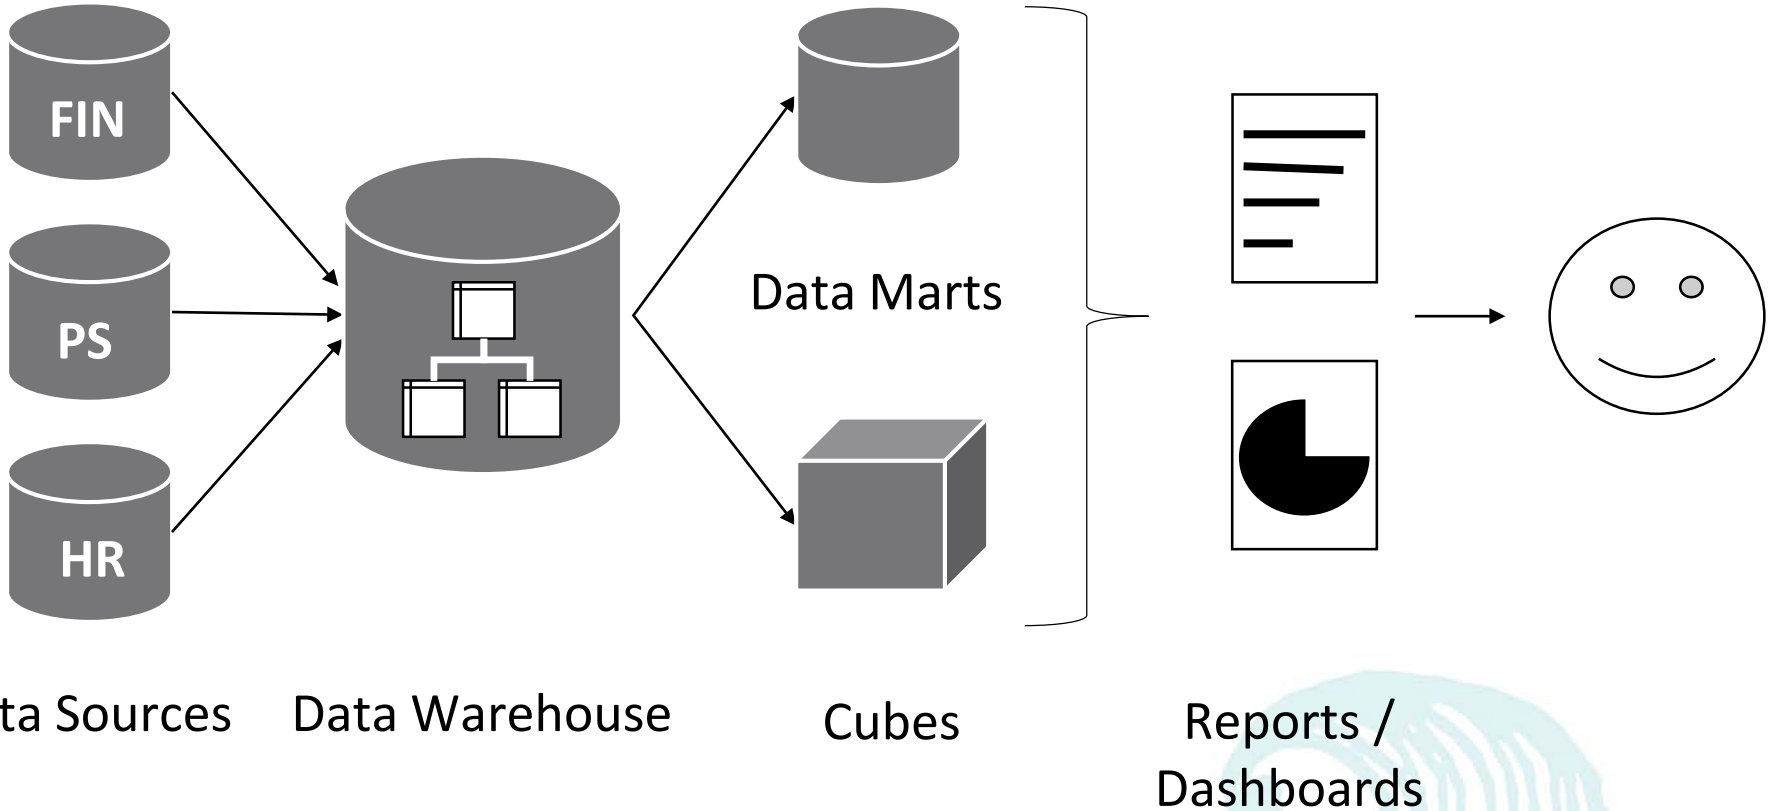 FIN
PS
HR
Data Marts
ta Sources
Data Warehouse
Cubes
Reports /
Dashboards